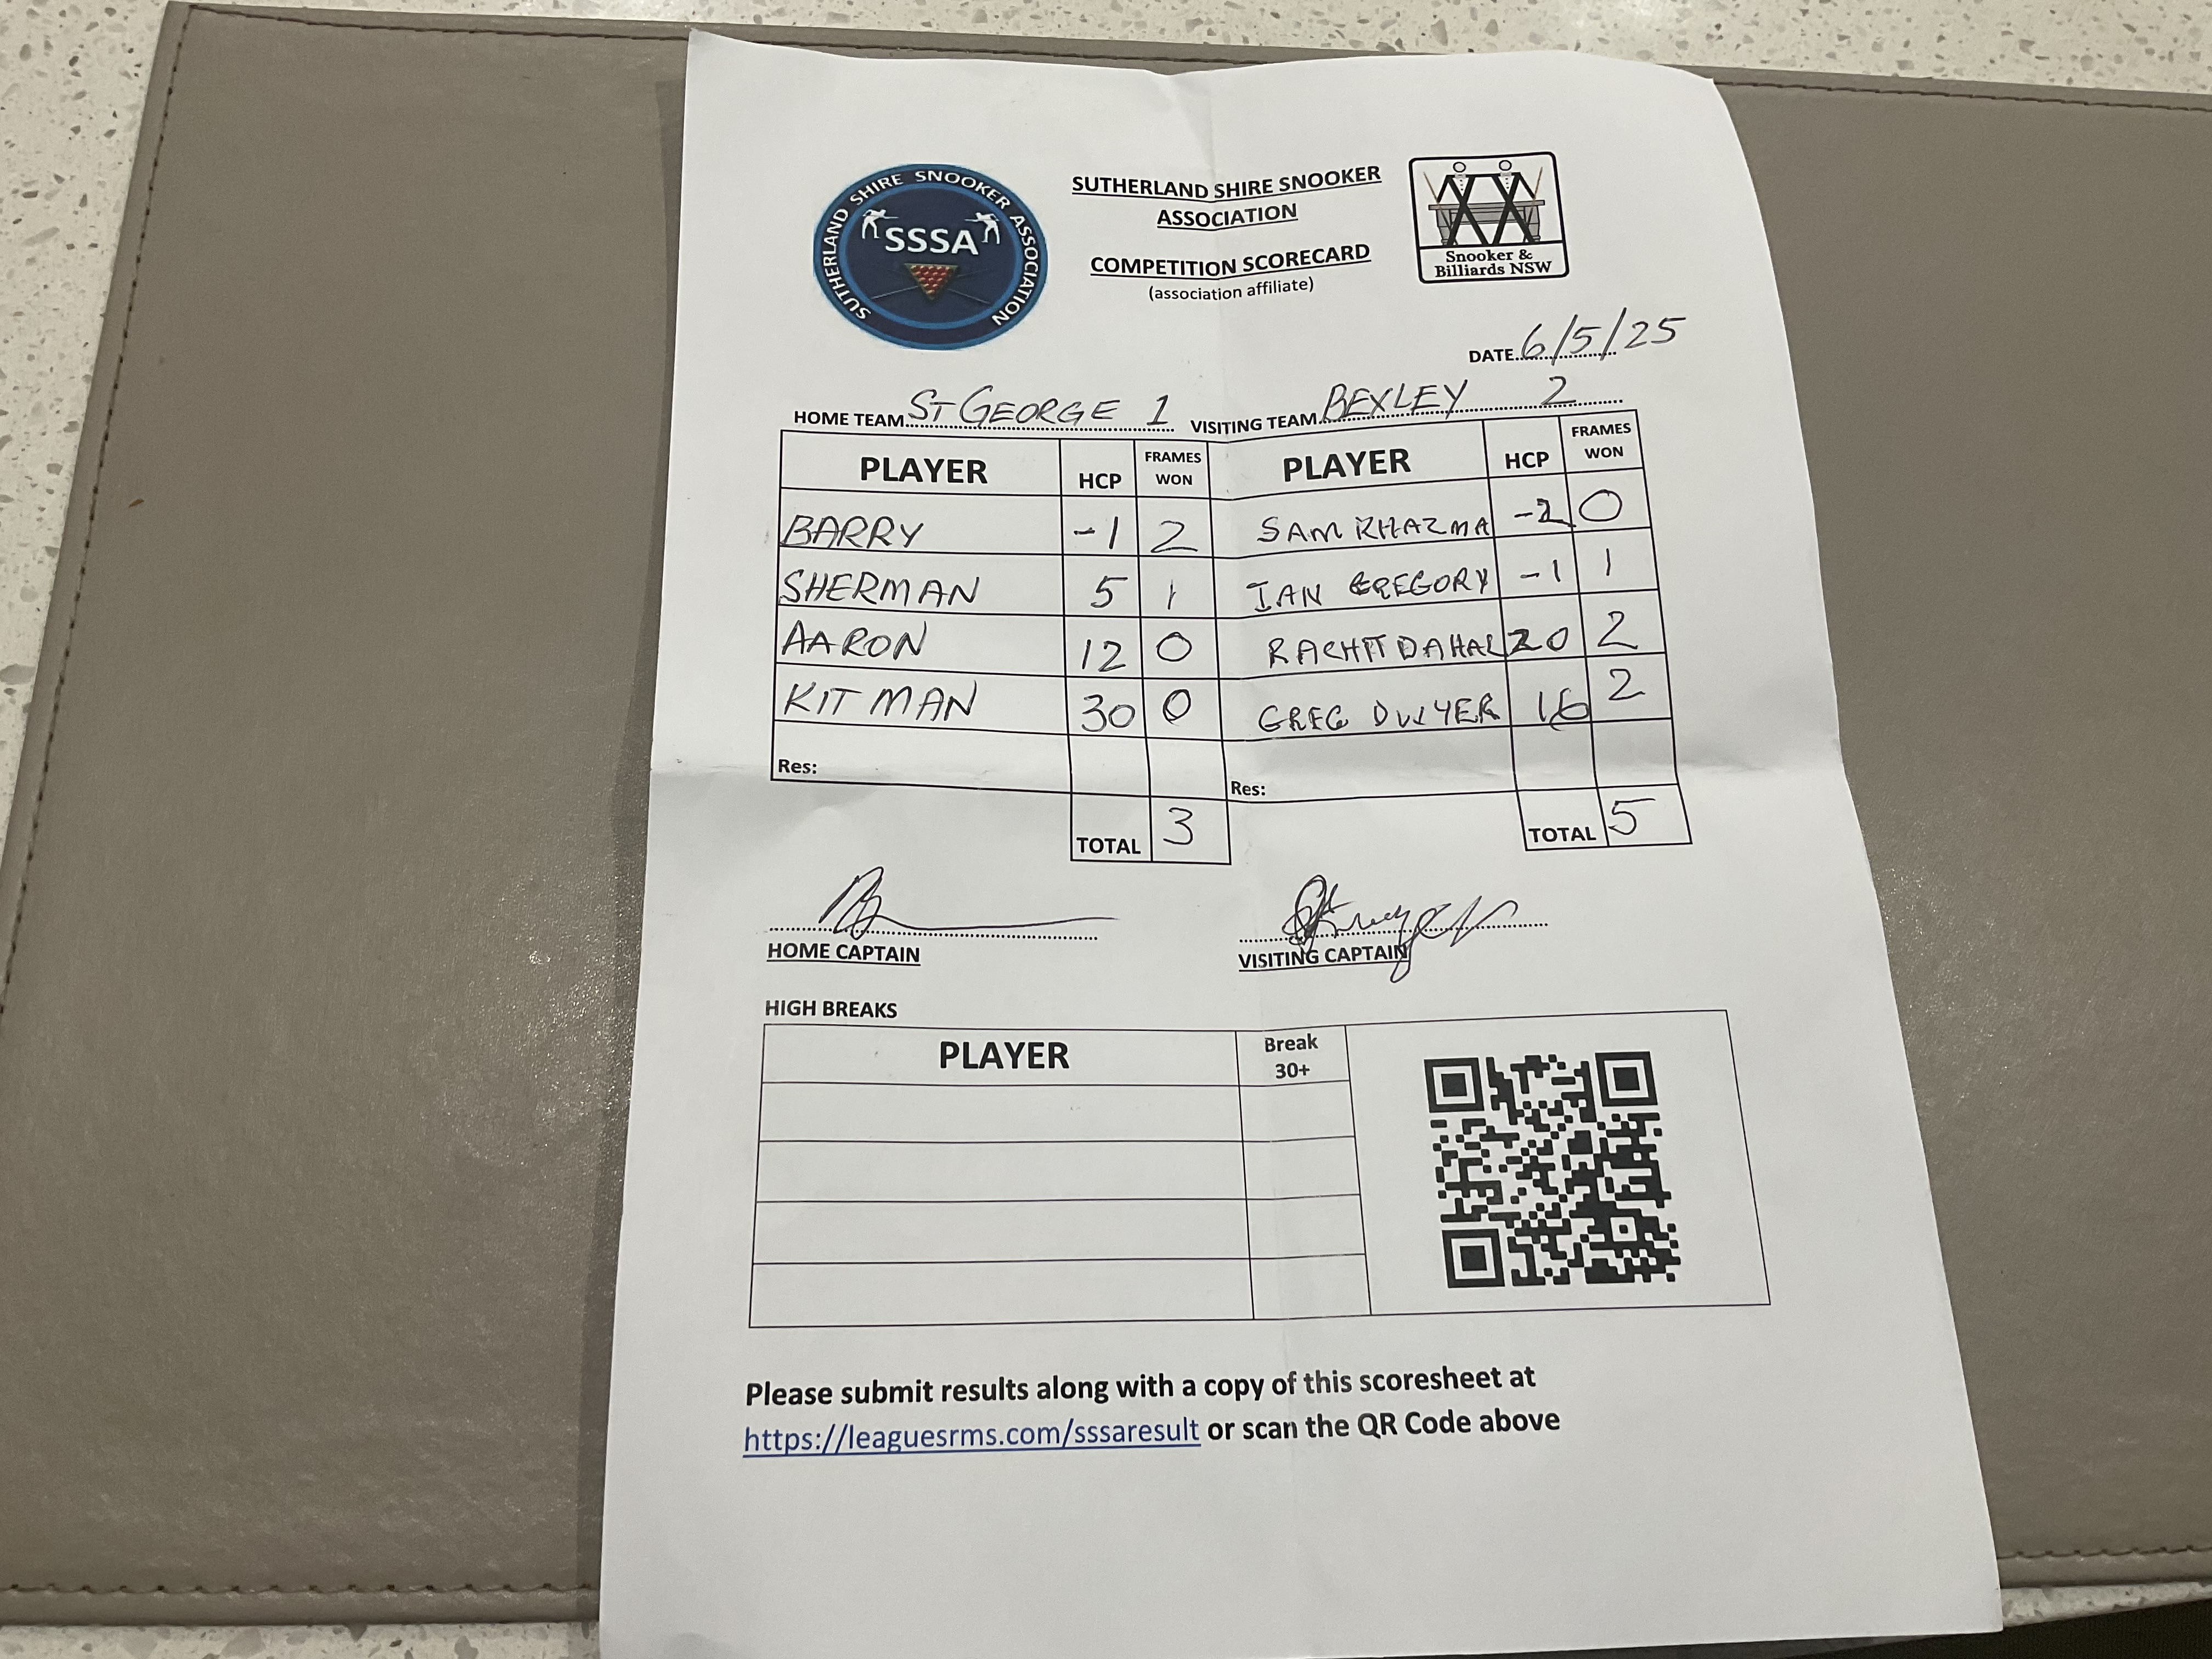 SUTHERLAND SHIRE SNOOKER ASSOCIATION
SSSA
SUTHERLAND SHIRE SNOOKER
ASSOCIATION
COMPETITION SCORECARD
(association affiliate)
Snooker &
Billiards NSW
DATE 6/5/25
HOME TEAM ST GEORGE 1 VISITING TEAM BEXLEY 2
PLAYER HCP FRAMES WON PLAYER HCP FRAMES WON
BARRY -1 2 SAM KHAZMA -2 0
SHERMAN 5 1 IAN GREGORY -1 1
AARON 12 0 RACHIT DAHAL 20 2
KIT MAN 30 0 GREG DWYER 16 2
Res: Res:
TOTAL 3 TOTAL 5
HOME CAPTAIN VISITING CAPTAIN
HIGH BREAKS
PLAYER Break 30+
Please submit results along with a copy of this scoresheet at
https://leaguesrms.com/sssaresult or scan the QR Code above